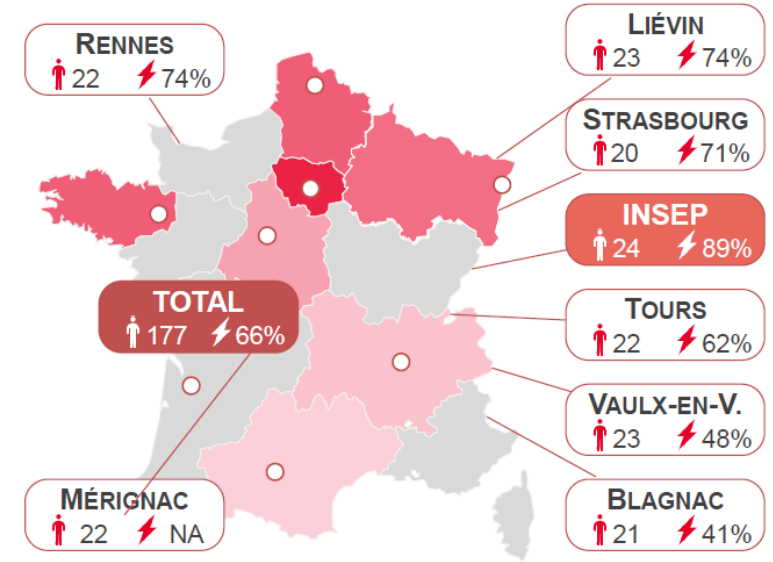 RENNES
22 74%
LIÉVIN
23 74%
STRASBOURG
20 71%
INSEP
24 89%
TOTAL
177 66%
TOURS
22 62%
VAULX-EN-V.
23 48%
MÉRIGNAC
22 NA
BLAGNAC
21 41%